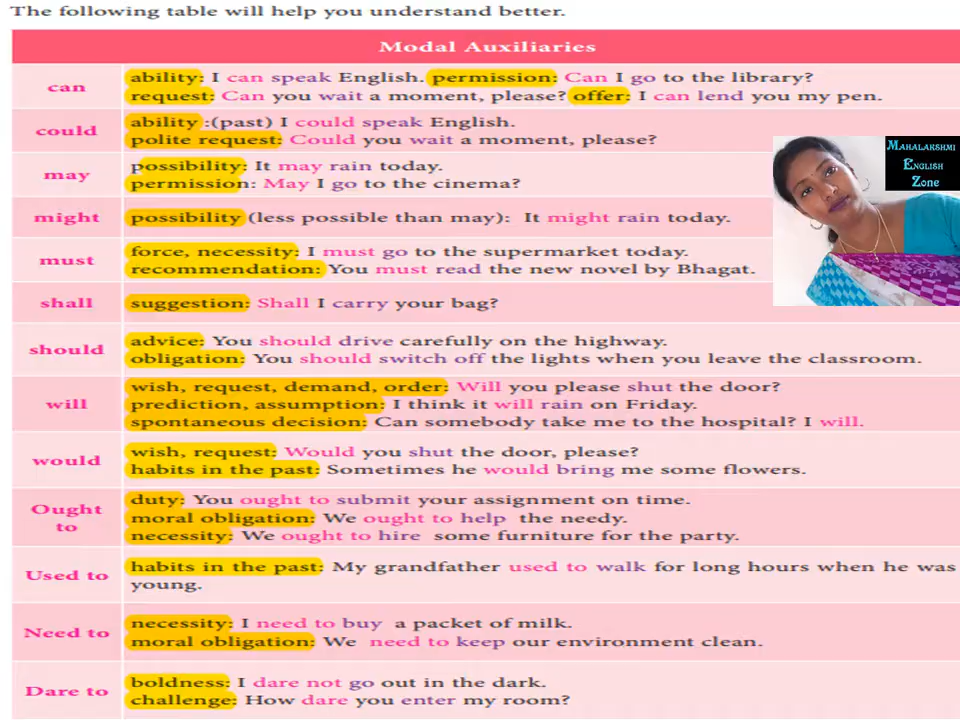 The following table will help you understand better.
Modal Auxiliaries
can
ability: I can speak English. permission: Can I go to the library?
request: Can you wait a moment, please? offer: I can lend you my pen.
could
ability :(past) I could speak English.
polite request: Could you wait a moment, please?
may
possibility: It may rain today.
permission: May I go to the cinema?
might
possibility (less possible than may): It might rain today.
must
force, necessity: I must go to the supermarket today.
recommendation: You must read the new novel by Bhagat.
shall
suggestion: Shall I carry your bag?
should
advice: You should drive carefully on the highway.
obligation: You should switch off the lights when you leave the classroom.
will
wish, request, demand, order: Will you please shut the door?
prediction, assumption: I think it will rain on Friday.
spontaneous decision: Can somebody take me to the hospital? I will.
would
wish, request: Would you shut the door, please?
habits in the past: Sometimes he would bring me some flowers.
Ought
to
duty: You ought to submit your assignment on time.
moral obligation: We ought to help the needy.
necessity: We ought to hire some furniture for the party.
Used to
habits in the past: My grandfather used to walk for long hours when he was
young.
Need to
necessity: I need to buy a packet of milk.
moral obligation: We need to keep our environment clean.
Dare to
boldness: I dare not go out in the dark.
challenge: How dare you enter my room?
MAHALAKSHMI
ENGLISH
ZONE